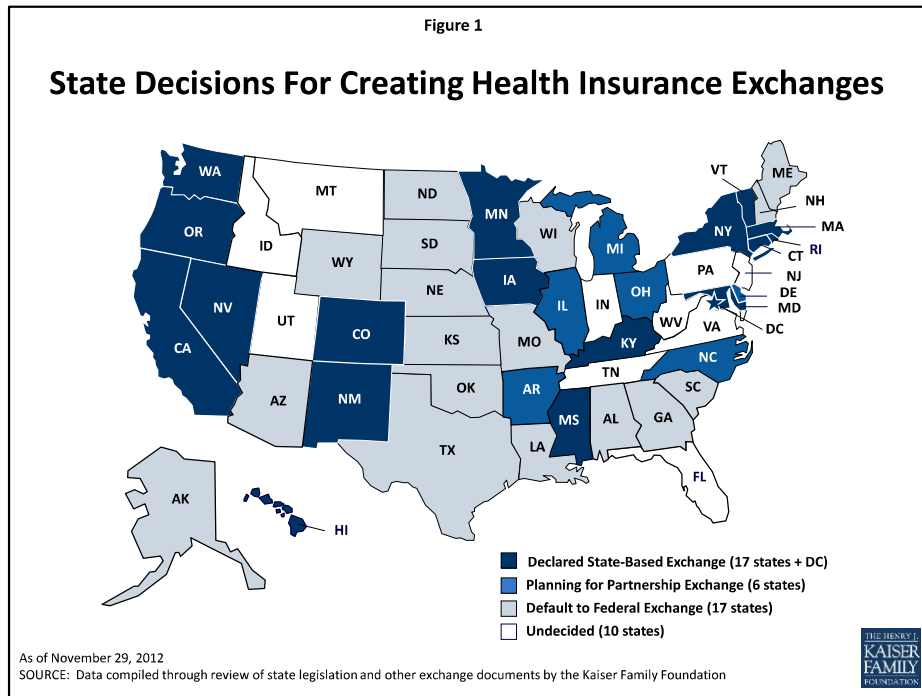 Figure 1
State Decisions For Creating Health Insurance Exchanges
WA
MT
ND
MN
VT
ME
NH
OR
ID
SD
WI
MI
NY
MA
RI
CT
WY
IA
PA
NJ
NE
IL
IN
OH
DE
MD
NV
UT
CO
KS
MO
WV
VA
DC
KY
CA
AZ
NM
OK
AR
TN
NC
SC
MS
AL
GA
TX
LA
FL
AK
HI
Declared State-Based Exchange (17 states + DC)
Planning for Partnership Exchange (6 states)
Default to Federal Exchange (17 states)
Undecided (10 states)
As of November 29, 2012
SOURCE: Data compiled through review of state legislation and other exchange documents by the Kaiser Family Foundation
THE HENRY J.
KAISER
FAMILY
FOUNDATION